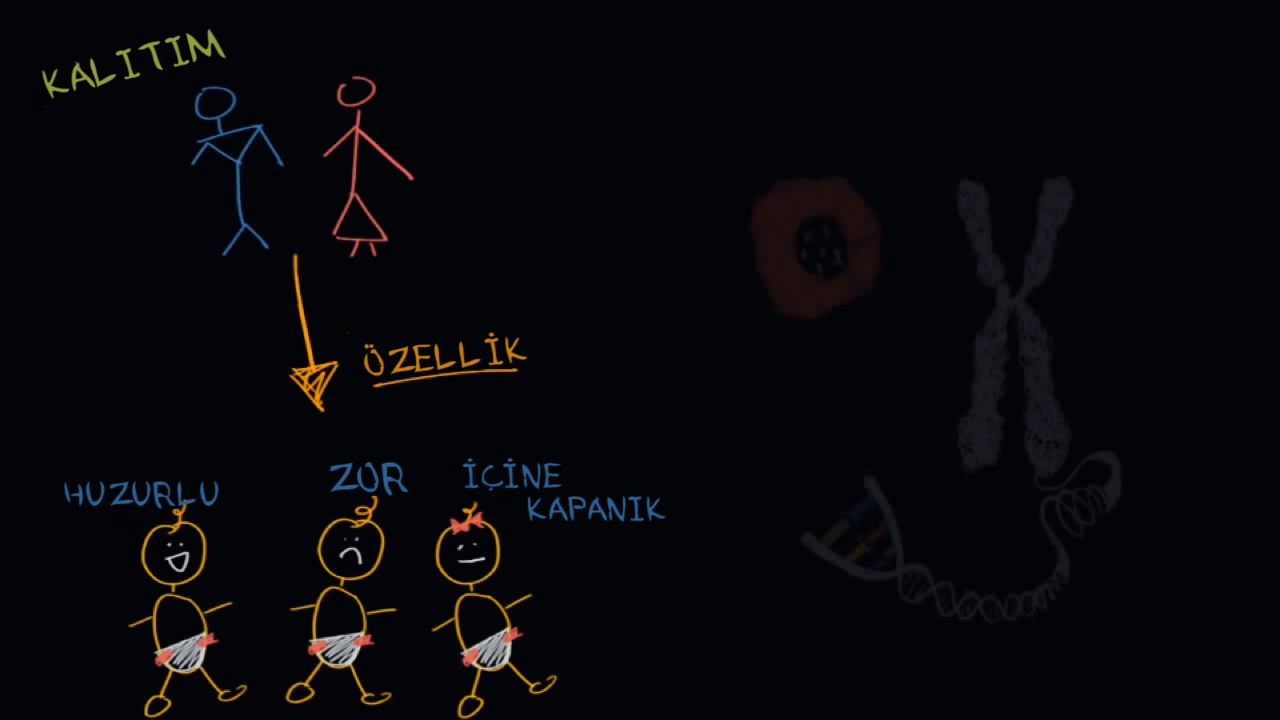 KALITIM
ÖZELLİK
HUZURLU
ZOR
İÇİNE
KAPANIK